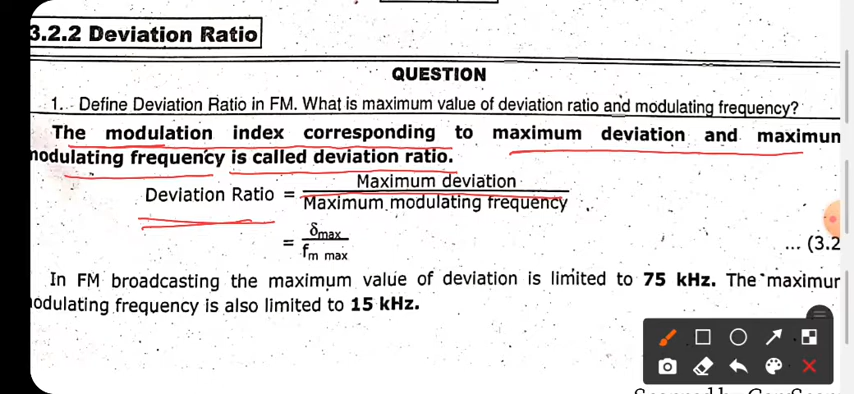 3.2.2 Deviation Ratio
QUESTION
1. Define Deviation Ratio in FM. What is maximum value of deviation ratio and modulating frequency?
The modulation index corresponding to maximum deviation and maximun
nodulating frequency is called deviation ratio.
Deviation Ratio = Maximum deviation
Maximum modulating frequency
= δmax
fm max
... (3.2
In FM broadcasting the maximum value of deviation is limited to 75 kHz. The maximur
nodulating frequency is also limited to 15 kHz.